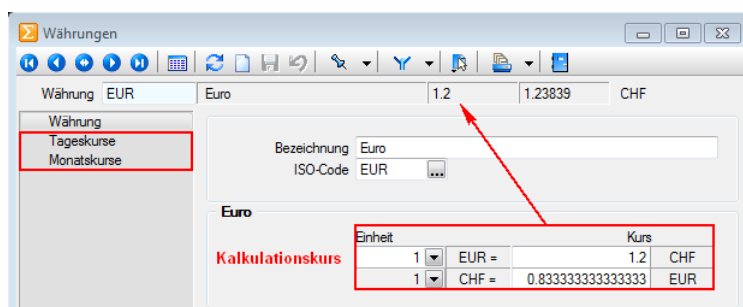 Währungen
Währung EUR Euro 1.2 1.23839 CHF
Währung
Tageskurse
Monatskurse
Bezeichnung Euro
ISO-Code EUR ...
Euro
Einheit Kurs
Kalkulationskurs 1 EUR = 1.2 CHF
1 CHF = 0.833333333333333 EUR